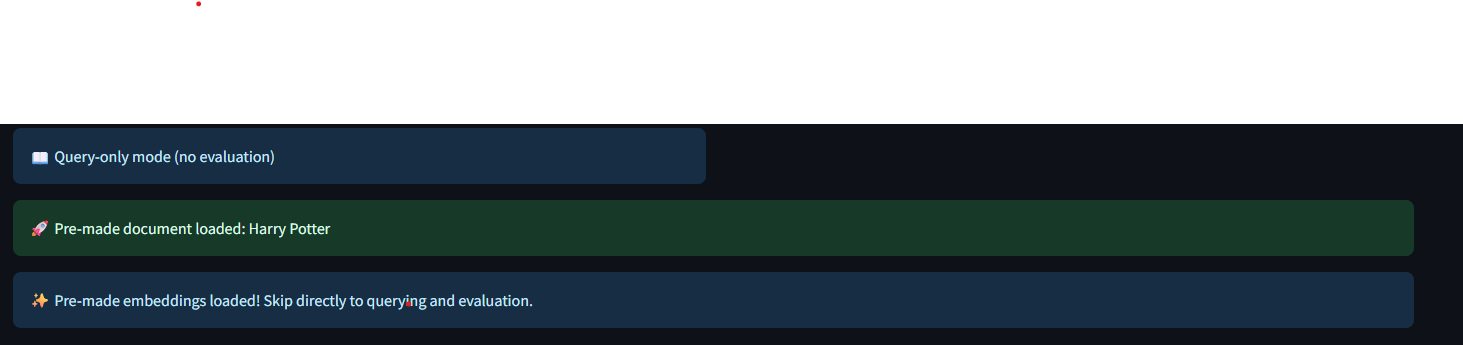 📖 Query-only mode (no evaluation)
🚀 Pre-made document loaded: Harry Potter
✨ Pre-made embeddings loaded! Skip directly to querying and evaluation.